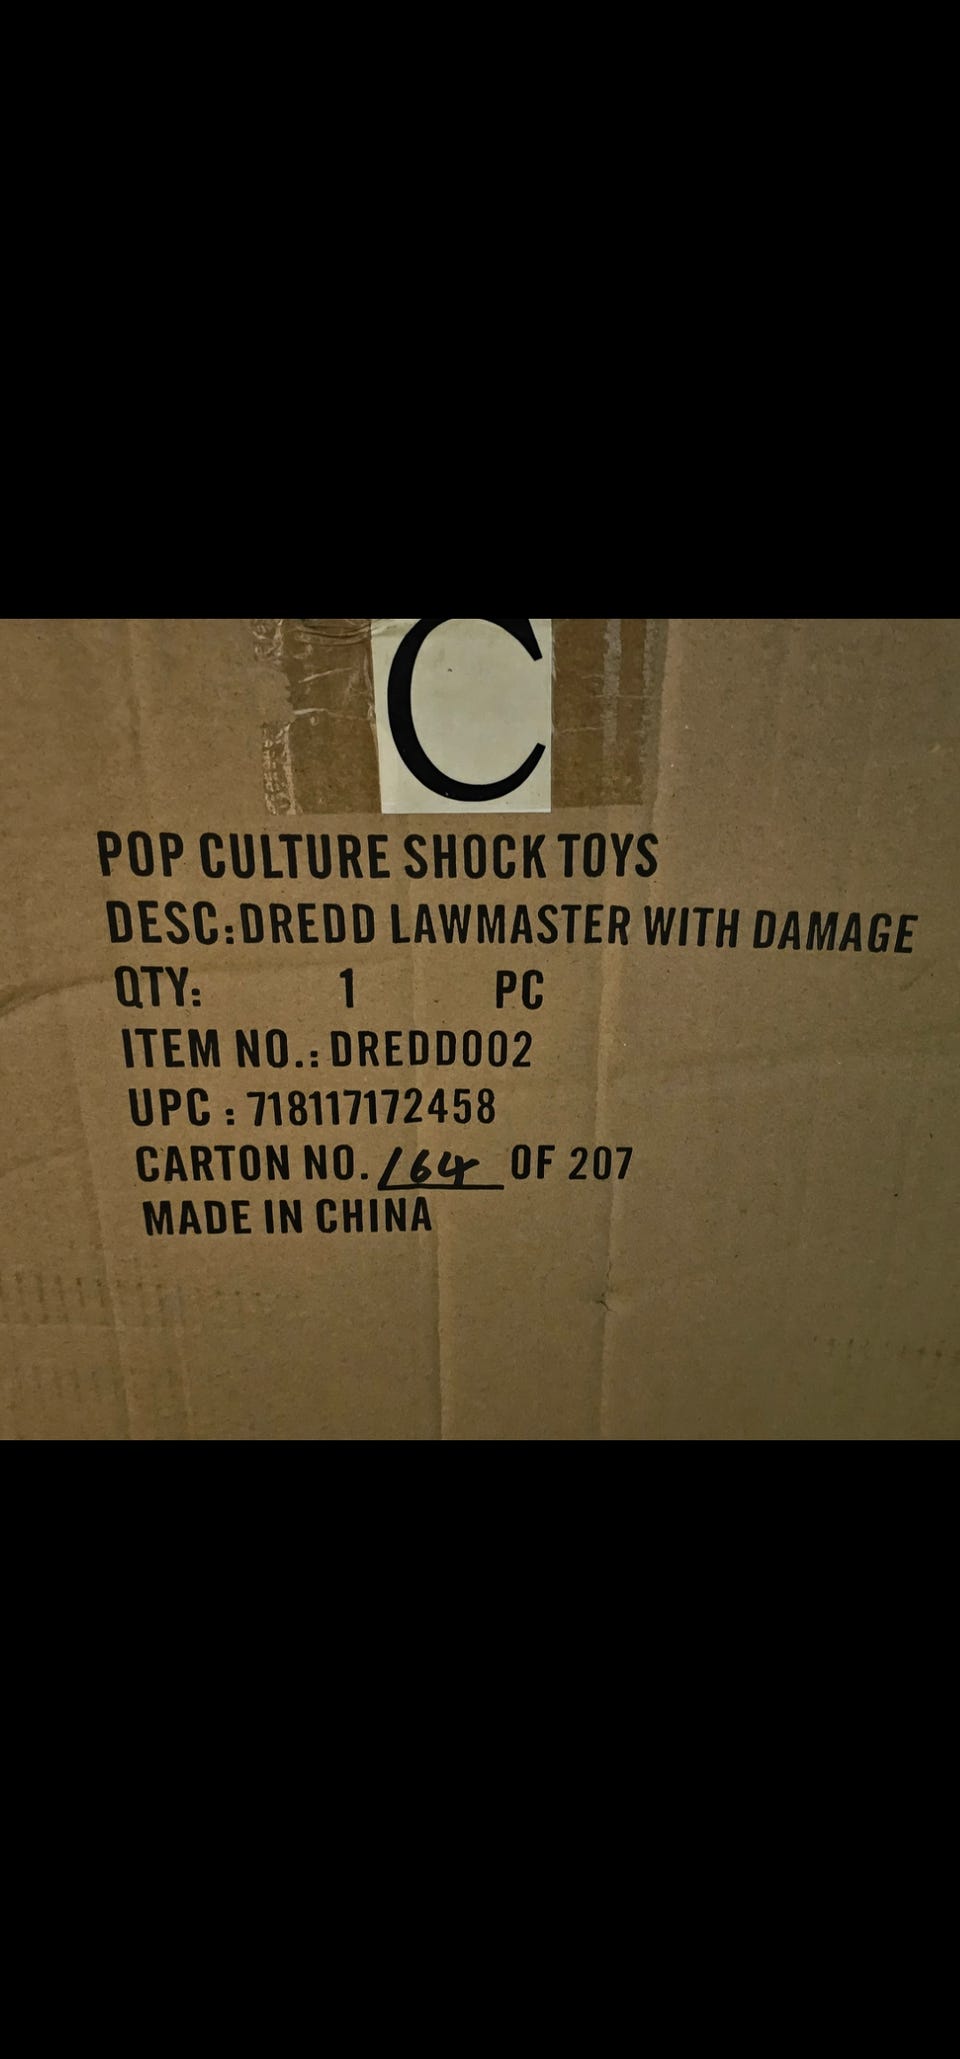 C
POP CULTURE SHOCK TOYS
DESC:DREDD LAWMASTER WITH DAMAGE
QTY: 1 PC
ITEM NO.: DREDD002
UPC : 718117172458
CARTON NO. 164 OF 207
MADE IN CHINA